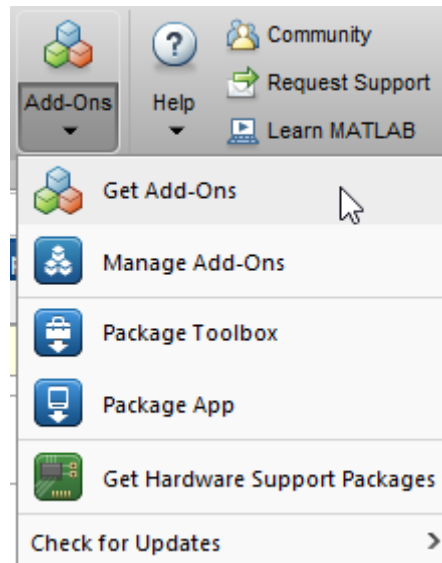 Community
Request Support
Add-Ons
Help
Learn MATLAB
Get Add-Ons
Manage Add-Ons
Package Toolbox
Package App
Get Hardware Support Packages
Check for Updates